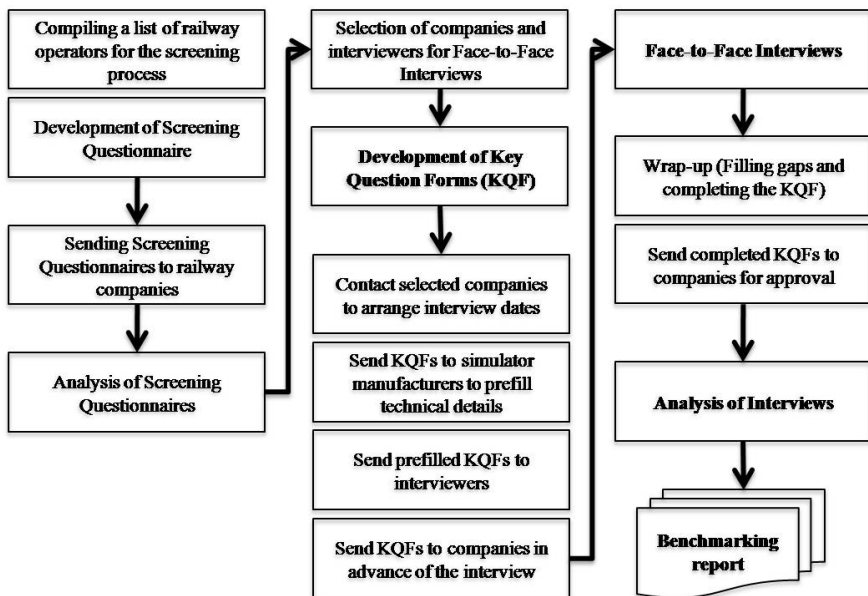 Compiling a list of railway
operators for the screening
process
Development of Screening
Questionnaire
Sending Screening
Questionnaires to railway
companies
Analysis of Screening
Questionnaires
Selection of companies and
interviewers for Face-to-Face
Interviews
Development of Key
Question Forms (KQF)
Contact selected companies
to arrange interview dates
Send KQFs to simulator
manufacturers to prefill
technical details
Send prefilled KQFs to
interviewers
Send KQFs to companies in
advance of the interview
Face-to-Face Interviews
Wrap-up (Filling gaps and
completing the KQF)
Send completed KQFs to
companies for approval
Analysis of Interviews
Benchmarking
report